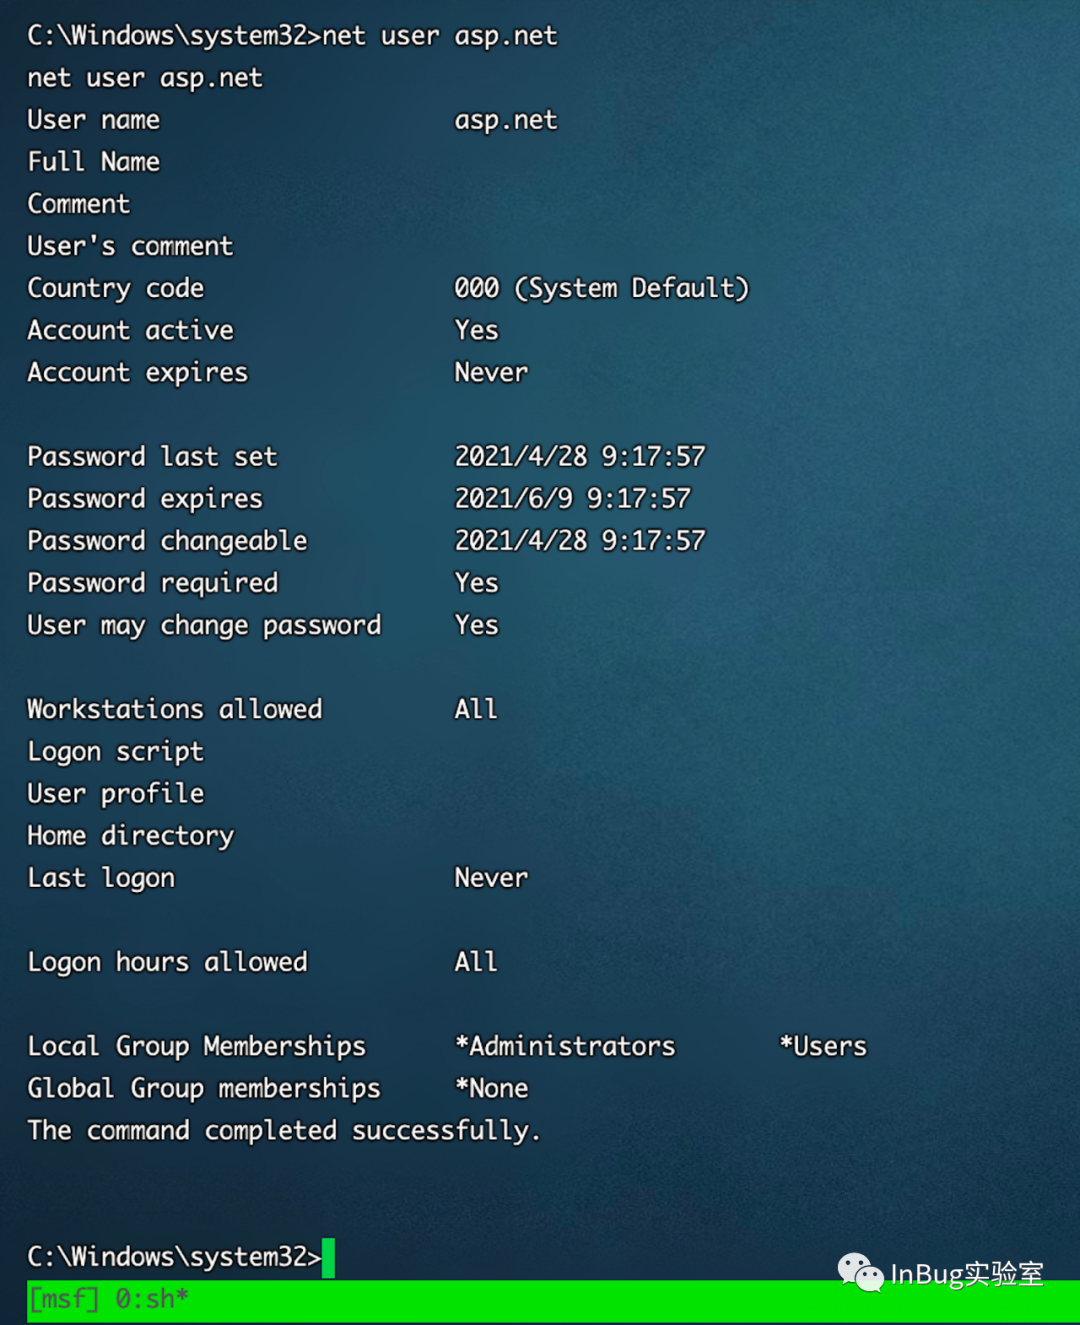 C:\Windows\system32>net user asp.net
net user asp.net
User name                    asp.net
Full Name
Comment
User's comment
Country code                 000 (System Default)
Account active               Yes
Account expires              Never
Password last set            2021/4/28 9:17:57
Password expires             2021/6/9 9:17:57
Password changeable          2021/4/28 9:17:57
Password required            Yes
User may change password     Yes
Workstations allowed         All
Logon script
User profile
Home directory
Last logon                   Never
Logon hours allowed          All
Local Group Memberships      *Administrators       *Users
Global Group memberships     *None
The command completed successfully.
C:\Windows\system32>
InBug实验室
[msf] 0:sh*